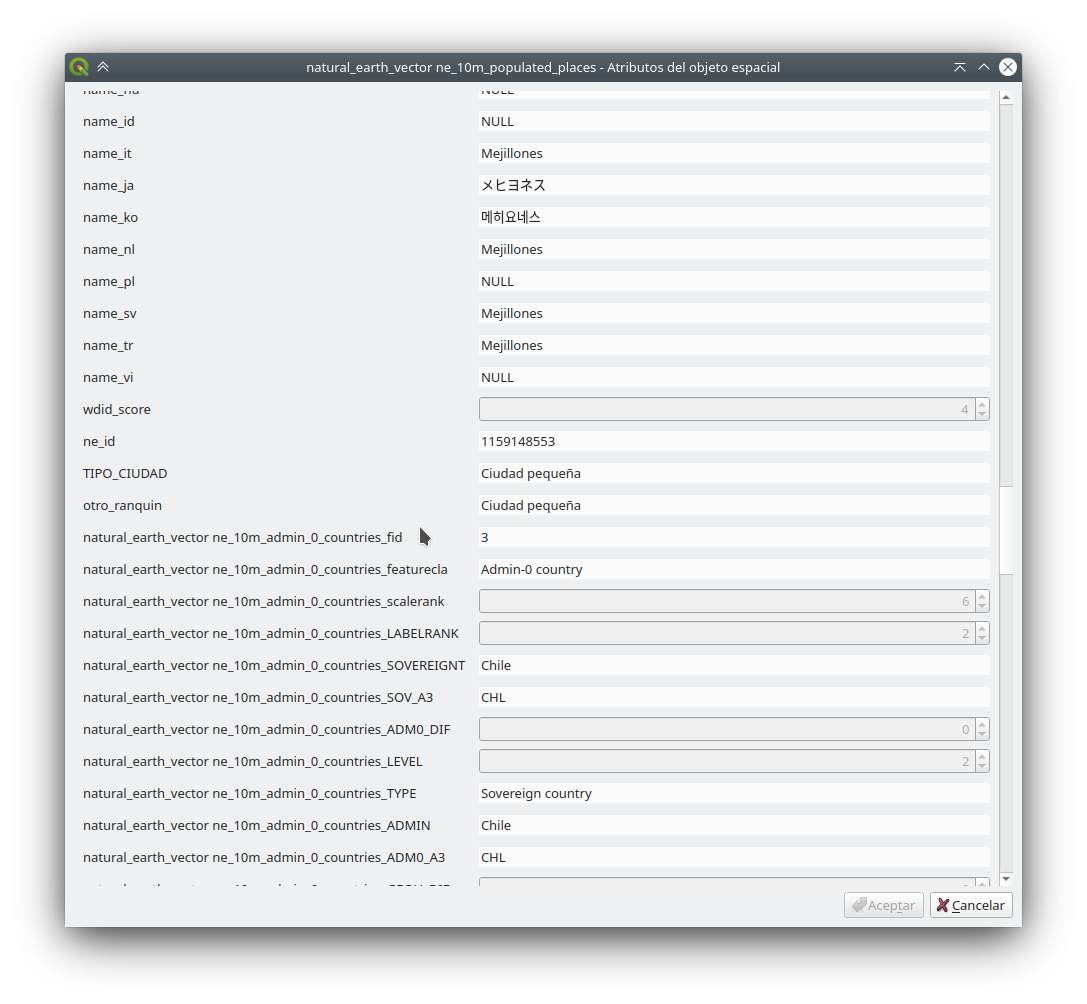 natural_earth_vector ne_10m_populated_places - Atributos del objeto espacial
NULL
name_id NULL
name_it Mejillones
name_ja メヒヨネス
name_ko 메히요네스
name_nl Mejillones
name_pl NULL
name_sv Mejillones
name_tr Mejillones
name_vi NULL
wdid_score 4
ne_id 1159148553
TIPO_CIUDAD Ciudad pequeña
otro_ranquin Ciudad pequeña
natural_earth_vector ne_10m_admin_0_countries_fid 3
natural_earth_vector ne_10m_admin_0_countries_featurecla Admin-0 country
natural_earth_vector ne_10m_admin_0_countries_scalerank 6
natural_earth_vector ne_10m_admin_0_countries_LABELRANK 2
natural_earth_vector ne_10m_admin_0_countries_SOVEREIGNT Chile
natural_earth_vector ne_10m_admin_0_countries_SOV_A3 CHL
natural_earth_vector ne_10m_admin_0_countries_ADM0_DIF 0
natural_earth_vector ne_10m_admin_0_countries_LEVEL 2
natural_earth_vector ne_10m_admin_0_countries_TYPE Sovereign country
natural_earth_vector ne_10m_admin_0_countries_ADMIN Chile
natural_earth_vector ne_10m_admin_0_countries_ADM0_A3 CHL
Aceptar Cancelar